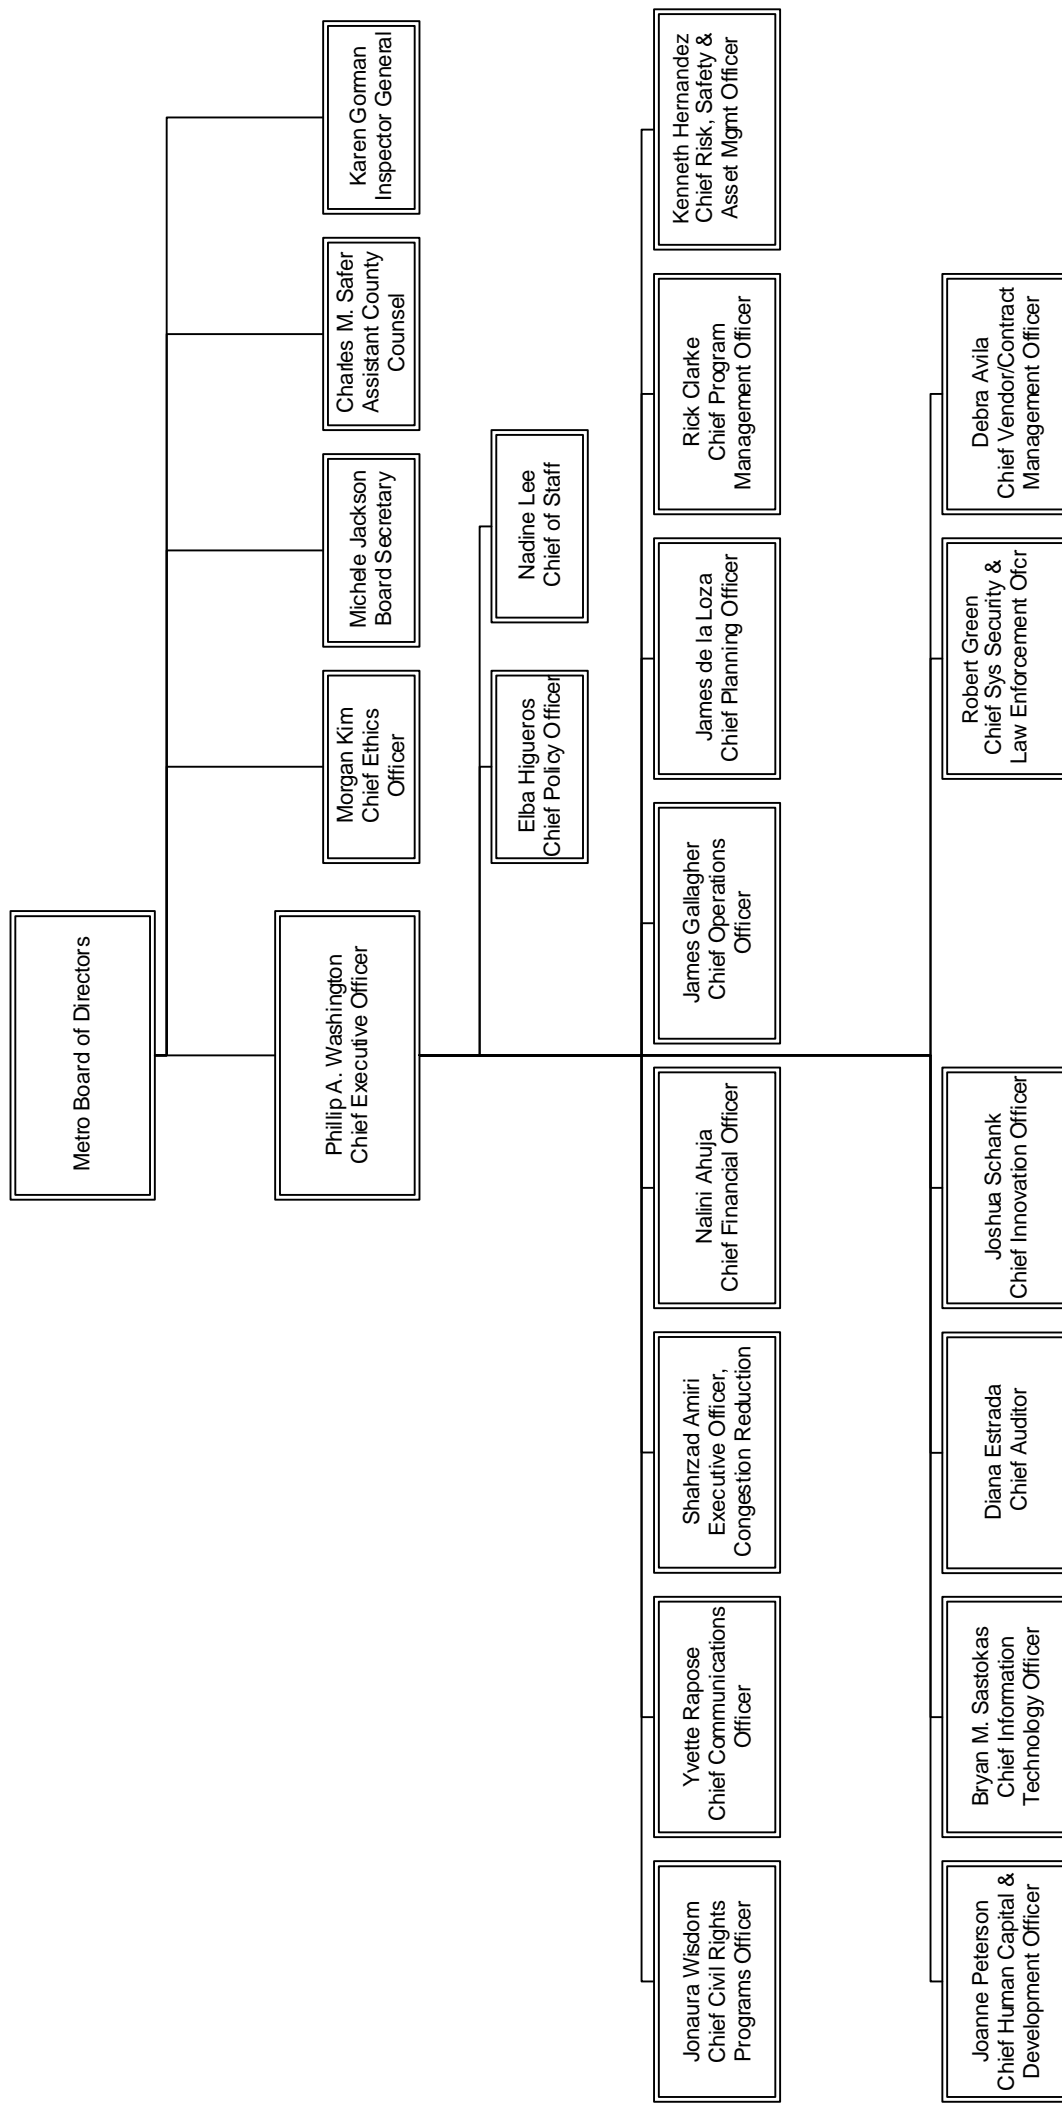 Metro Board of Directors
Phillip A. Washington
Chief Executive Officer
Morgan Kim
Chief Ethics
Officer
Michele Jackson
Board Secretary
Charles M. Safer
Assistant County
Counsel
Karen Gorman
Inspector General
Elba Higueros
Chief Policy Officer
Nadine Lee
Chief of Staff
Jonaura Wisdom
Chief Civil Rights
Programs Officer
Yvette Rapose
Chief Communications
Officer
Shahrzad Amiri
Executive Officer,
Congestion Reduction
Nalini Ahuja
Chief Financial Officer
James Gallagher
Chief Operations
Officer
James de la Loza
Chief Planning Officer
Rick Clarke
Chief Program
Management Officer
Kenneth Hernandez
Chief Risk, Safety &
Asset Mgmt Officer
Joanne Peterson
Chief Human Capital &
Development Officer
Bryan M. Sastokas
Chief Information
Technology Officer
Diana Estrada
Chief Auditor
Joshua Schank
Chief Innovation Officer
Robert Green
Chief Sys Security &
Law Enforcement Ofcr
Debra Avila
Chief Vendor/Contract
Management Officer